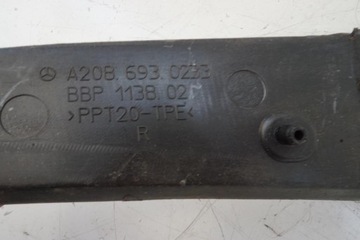 A208. 693. 0233
BBP 1138. 02
>PPT20-TPE<
R